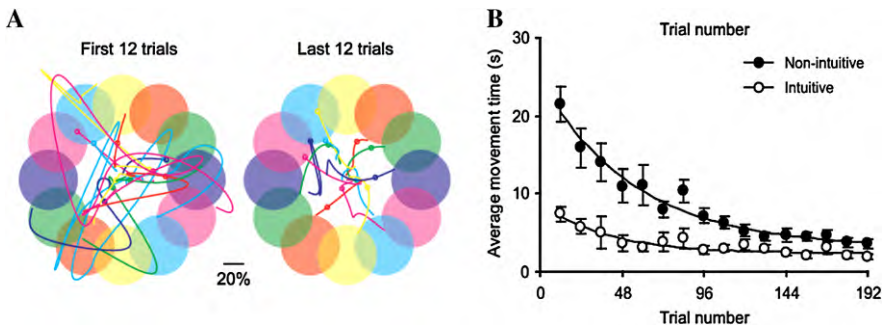 A
First 12 trials
Last 12 trials
20%
B
Trial number
Average movement time (s)
30
20
10
0
Non-intuitive
Intuitive
0 48 96 144 192
Trial number